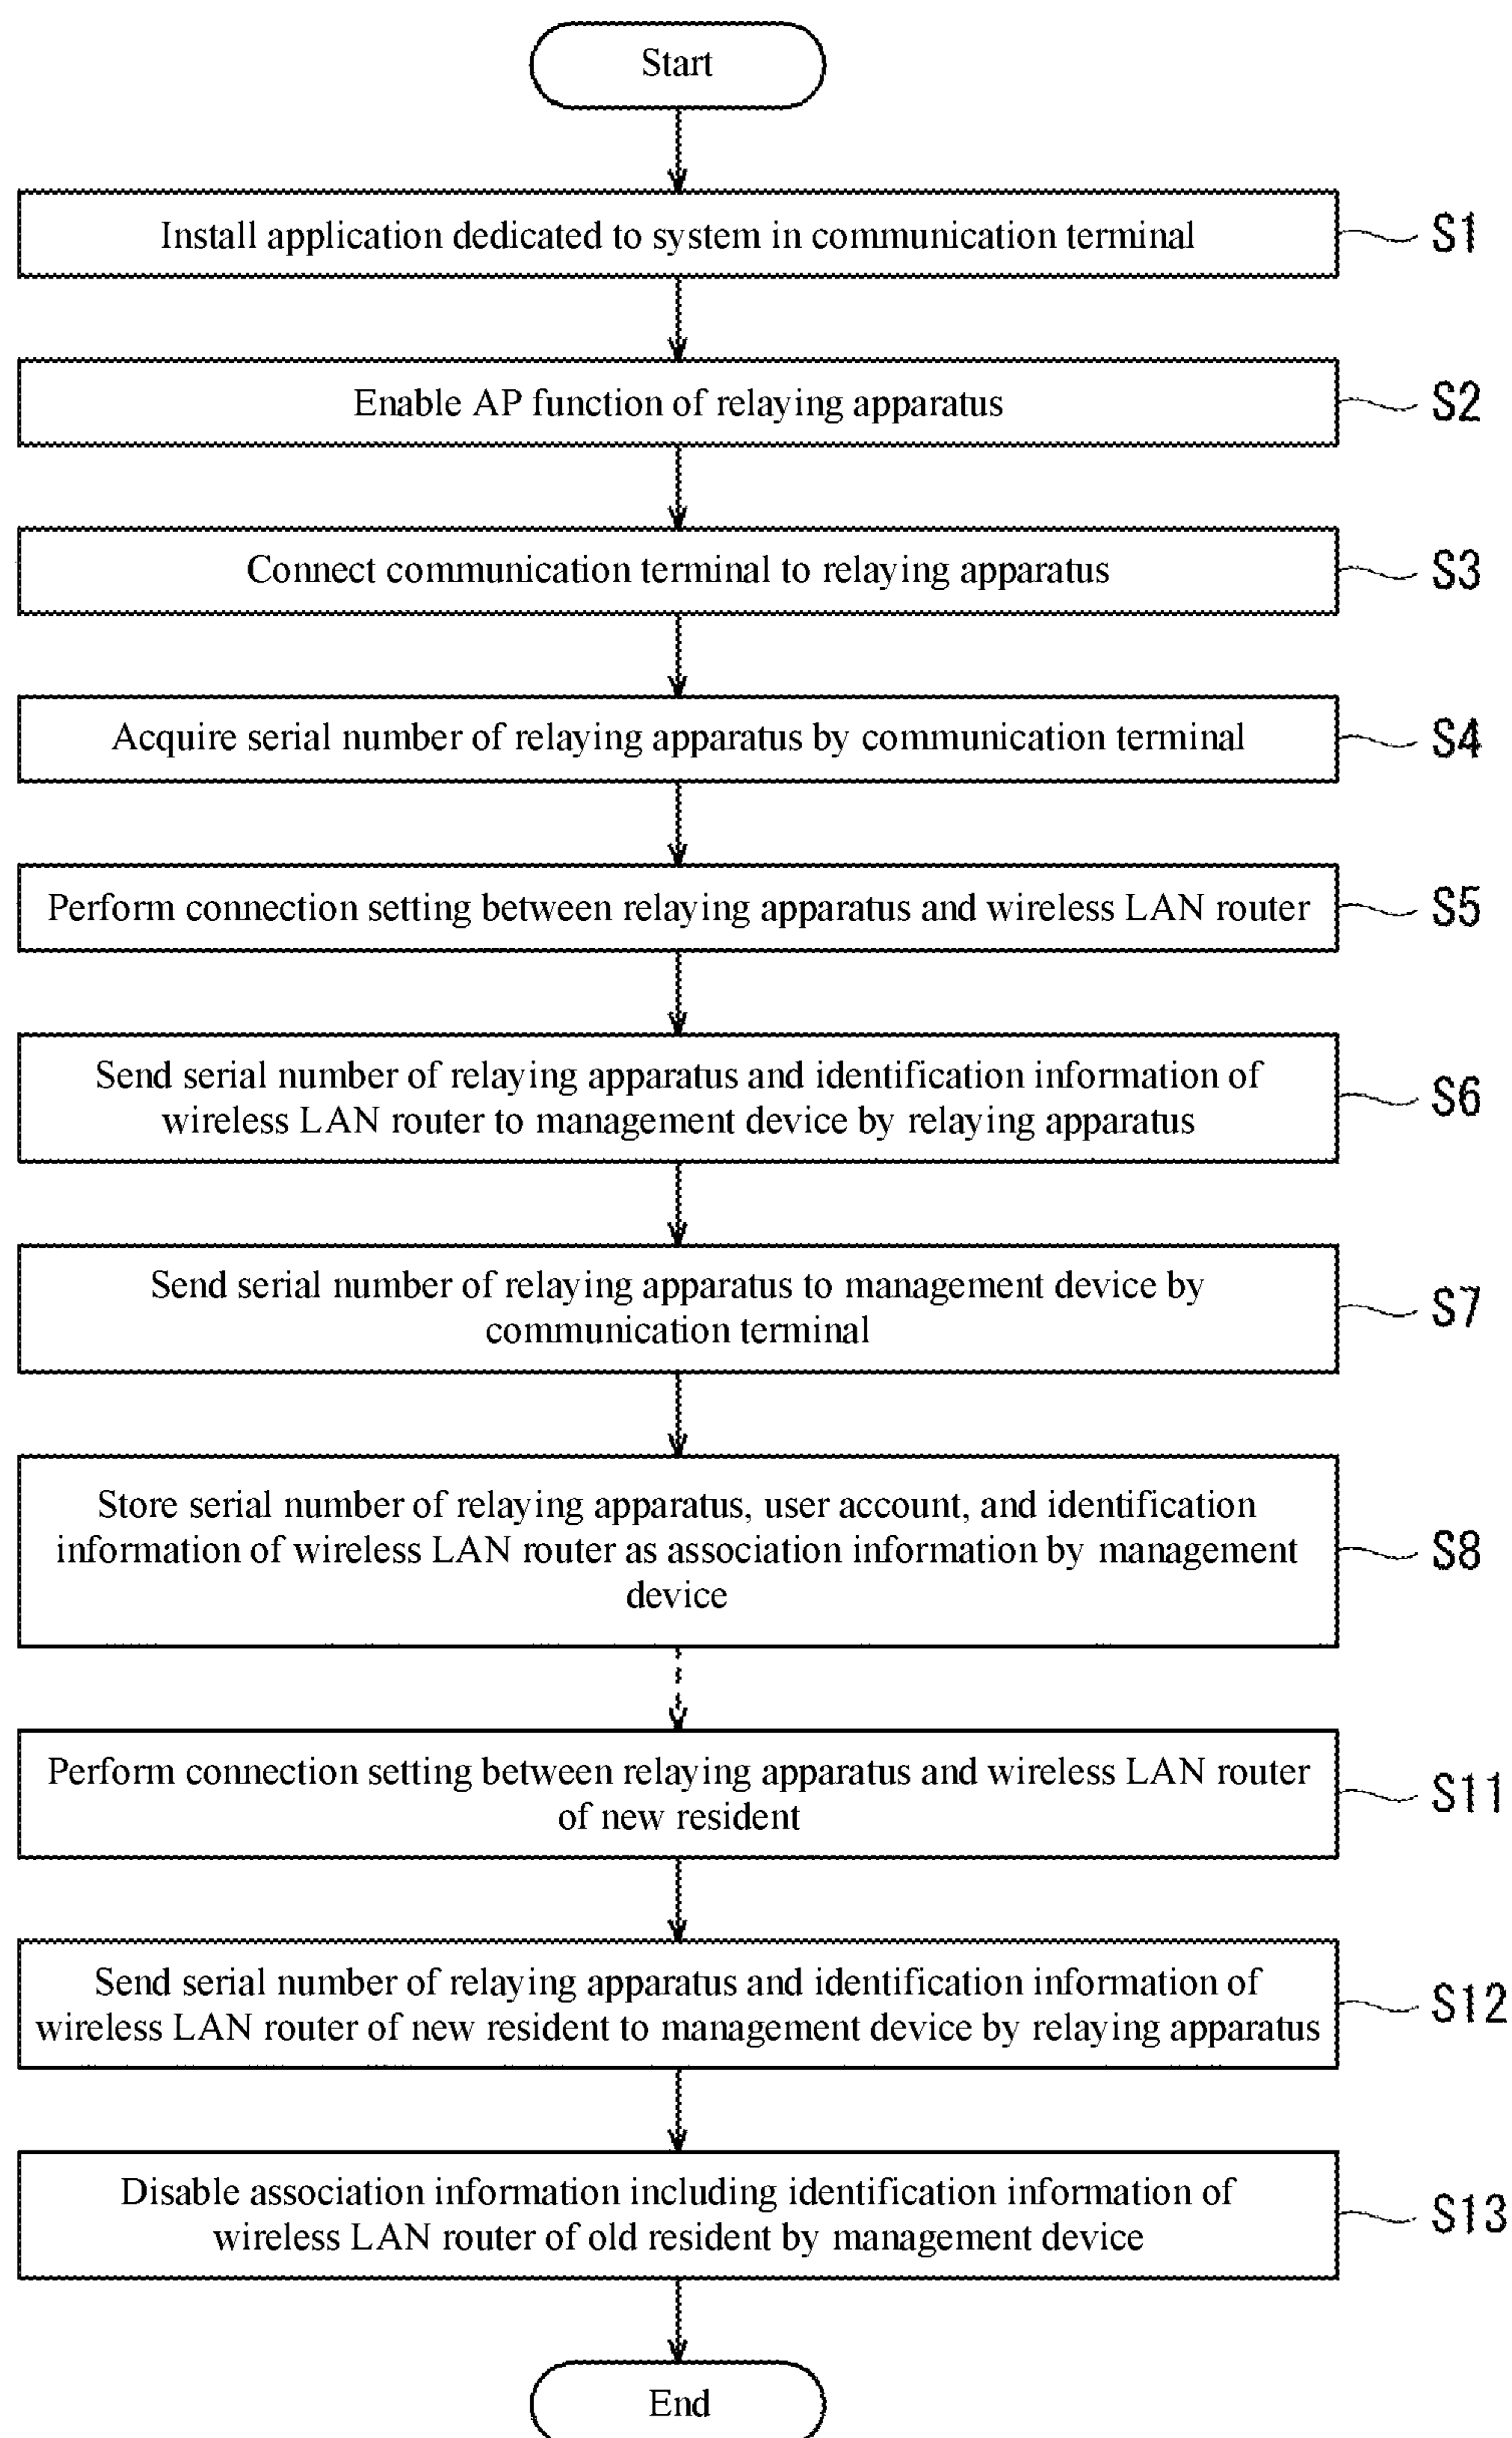 Start
Install application dedicated to system in communication terminal
S1
Enable AP function of relaying apparatus
S2
Connect communication terminal to relaying apparatus
S3
Acquire serial number of relaying apparatus by communication terminal
S4
Perform connection setting between relaying apparatus and wireless LAN router
S5
Send serial number of relaying apparatus and identification information of
wireless LAN router to management device by relaying apparatus
S6
Send serial number of relaying apparatus to management device by
communication terminal
S7
Store serial number of relaying apparatus, user account, and identification
information of wireless LAN router as association information by management
device
S8
Perform connection setting between relaying apparatus and wireless LAN router
of new resident
S11
Send serial number of relaying apparatus and identification information of
wireless LAN router of new resident to management device by relaying apparatus
S12
Disable association information including identification information of
wireless LAN router of old resident by management device
S13
End